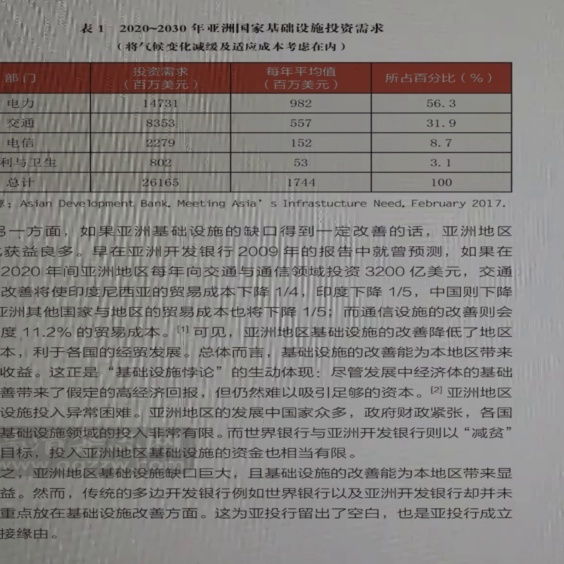 表 1 2020~2030 年亚洲国家基础设施投资需求
（将气候变化减缓及适应成本考虑在内）
部门 投资需求（百万美元） 每年平均值（百万美元） 所占百分比（%）
电力 14731 982 56.3
交通 8353 557 31.9
电信 2279 152 8.7
利与卫生 802 53 3.1
总计 26165 1744 100
: Asian Development Bank. Meeting Asia's Infrastucture Need, February 2017.
另一方面，如果亚洲基础设施的缺口得到一定改善的话，亚洲地区
获益良多。早在亚洲开发银行 2009 年的报告中就曾预测，如果在
2020 年间亚洲地区每年向交通与通信领域投资 3200 亿美元，交通
改善将使印度尼西亚的贸易成本下降 1/4，印度下降 1/5，中国则下降
亚洲其他国家与地区的贸易成本也将下降 1/5；而通信设施的改善则会
度 11.2% 的贸易成本。[1] 可见，亚洲地区基础设施的改善降低了地区
本，利于各国的经贸发展。总体而言，基础设施的改善能为本地区带来
收益。这正是“基础设施悖论”的生动体现：尽管发展中经济体的基础
善带来了假定的高经济回报，但仍然难以吸引足够的资本。[2] 亚洲地区
设施投入异常困难。亚洲地区的发展中国家众多，政府财政紧张，各国
基础设施领域的投入非常有限。而世界银行与亚洲开发银行则以“减贫”
目标，投入亚洲地区基础设施的资金也相当有限。
之，亚洲地区基础设施缺口巨大，且基础设施的改善能为本地区带来显
益。然而，传统的多边开发银行例如世界银行以及亚洲开发银行却并未
重点放在基础设施改善方面。这为亚投行留出了空白，也是亚投行成立
接缘由。